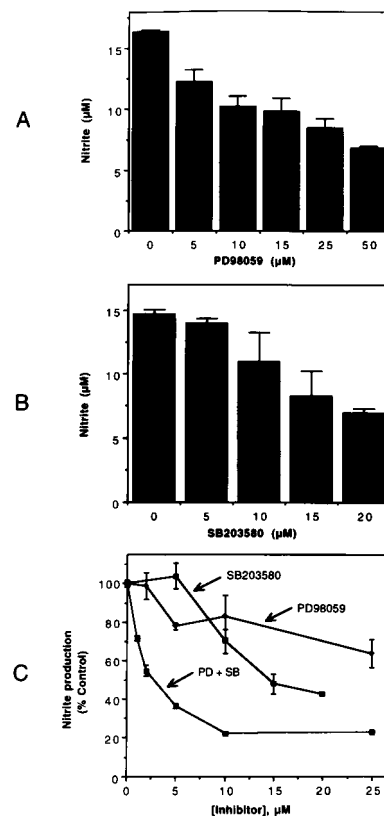 A
Nitrite (µM)
15
10
5
0
0 5 10 15 25 50
PD98059 (µM)
B
Nitrite (µM)
15
10
5
0
0 5 10 15 20
SB203580 (µM)
C
Nitrite production
(% Control)
100
80
60
40
20
0
SB203580
PD98059
PD + SB
0 5 10 15 20 25
[Inhibitor], µM